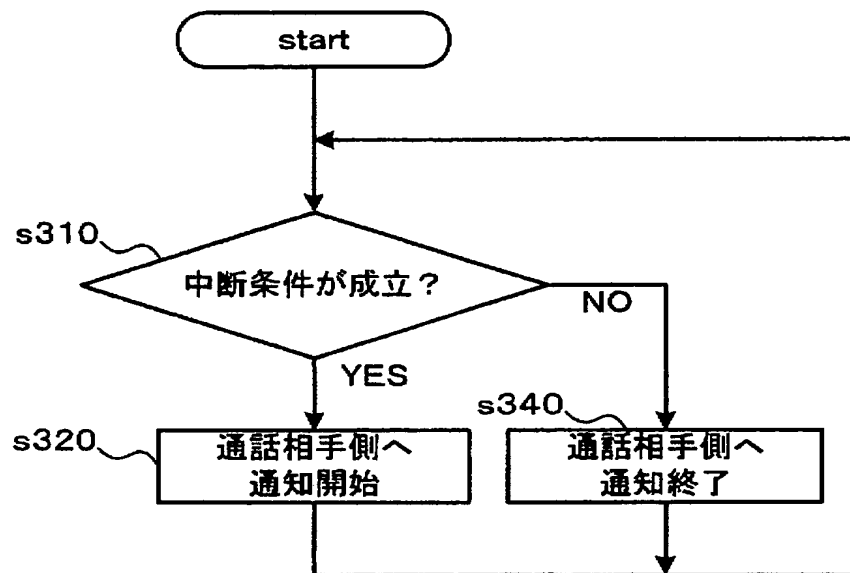 start
s310
中断条件が成立？
NO
YES
s320
通話相手側へ
通知開始
s340
通話相手側へ
通知終了